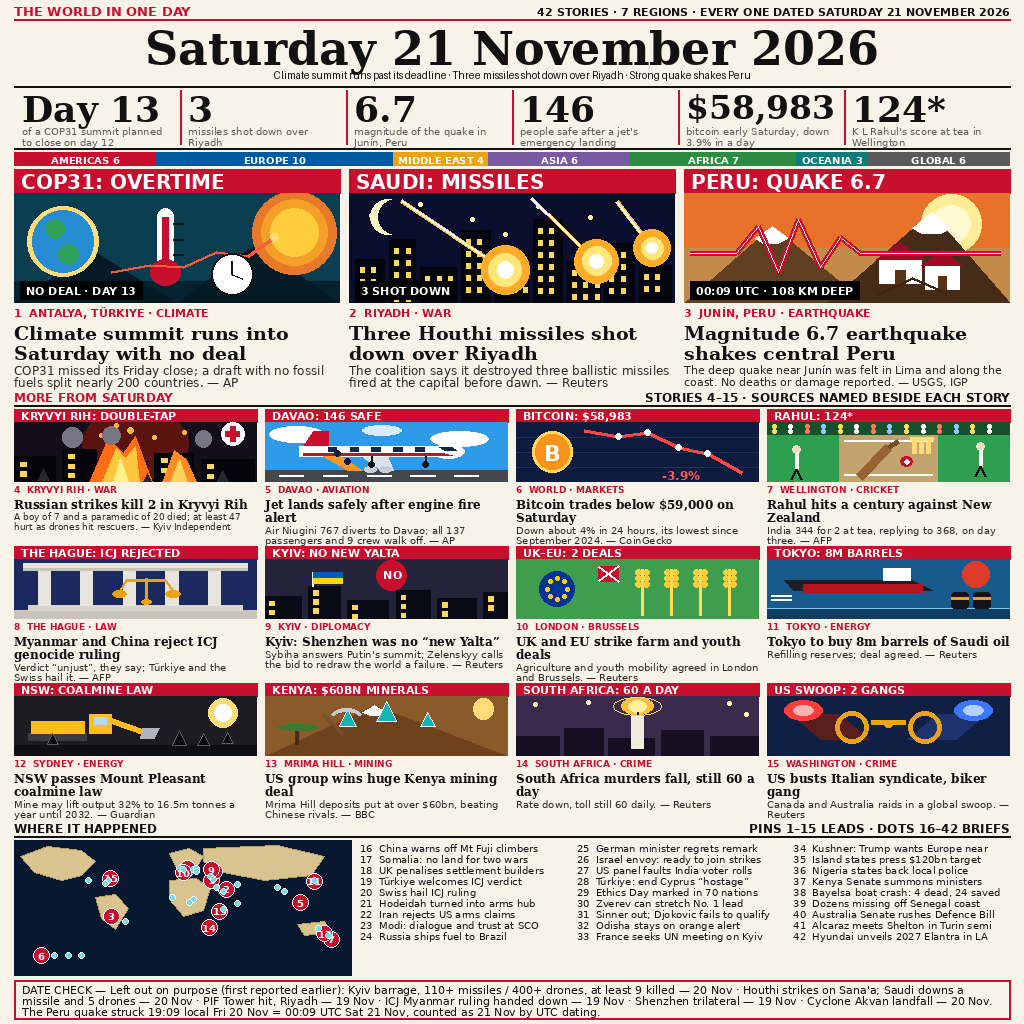 THE WORLD IN ONE DAY
42 STORIES · 7 REGIONS · EVERY ONE DATED SATURDAY 21 NOVEMBER 2026
Saturday 21 November 2026
Climate summit runs past its deadline · Three missiles shot down over Riyadh · Strong quake shakes Peru
Day 13
of a COP31 summit planned
to close on day 12
3
missiles shot down over
Riyadh
6.7
magnitude of the quake in
Junín, Peru
146
people safe after a jet's
emergency landing
$58,983
bitcoin early Saturday, down
3.9% in a day
124*
K L Rahul's score at tea in
Wellington
AMERICAS 6
EUROPE 10
MIDDLE EAST 4
ASIA 6
AFRICA 7
OCEANIA 3
GLOBAL 6
COP31: OVERTIME
NO DEAL · DAY 13
1 ANTALYA, TÜRKIYE · CLIMATE
Climate summit runs into
Saturday with no deal
COP31 missed its Friday close; a draft with no fossil
fuels split nearly 200 countries. — AP
SAUDI: MISSILES
3 SHOT DOWN
2 RIYADH · WAR
Three Houthi missiles shot
down over Riyadh
The coalition says it destroyed three ballistic missiles
fired at the capital before dawn. — Reuters
PERU: QUAKE 6.7
00:09 UTC · 108 KM DEEP
3 JUNÍN, PERU · EARTHQUAKE
Magnitude 6.7 earthquake
shakes central Peru
The deep quake near Junín was felt in Lima and along the
coast. No deaths or damage reported. — USGS, IGP
MORE FROM SATURDAY
STORIES 4–15 · SOURCES NAMED BESIDE EACH STORY
KRYVYI RIH: DOUBLE-TAP
4 KRYVYI RIH · WAR
Russian strikes kill 2 in Kryvyi Rih
A boy of 7 and a paramedic of 20 died; at least 47
hurt as drones hit rescuers. — Kyiv Independent
DAVAO: 146 SAFE
5 DAVAO · AVIATION
Jet lands safely after engine fire
alert
Air Niugini 767 diverts to Davao; all 137
passengers and 9 crew walk off. — AP
BITCOIN: $58,983
B
-3.9%
6 WORLD · MARKETS
Bitcoin trades below $59,000 on
Saturday
Down about 4% in 24 hours, its lowest since
September 2024. — CoinGecko
RAHUL: 124*
7 WELLINGTON · CRICKET
Rahul hits a century against New
Zealand
India 344 for 2 at tea, replying to 368, on day
three. — AFP
THE HAGUE: ICJ REJECTED
8 THE HAGUE · LAW
Myanmar and China reject ICJ
genocide ruling
Verdict “unjust”, they say; Türkiye and the
Swiss hail it. — AFP
KYIV: NO NEW YALTA
NO
9 KYIV · DIPLOMACY
Kyiv: Shenzhen was no “new Yalta”
Sybiha answers Putin's summit; Zelenskyy calls
the bid to redraw the world a failure. — Reuters
UK–EU: 2 DEALS
10 LONDON · BRUSSELS
UK and EU strike farm and youth
deals
Agriculture and youth mobility agreed in London
and Brussels. — Reuters
TOKYO: 8M BARRELS
11 TOKYO · ENERGY
Tokyo to buy 8m barrels of Saudi oil
Refilling reserves; deal agreed. — Reuters
NSW: COALMINE LAW
12 SYDNEY · ENERGY
NSW passes Mount Pleasant
coalmine law
Mine may lift output 32% to 16.5m tonnes a
year until 2032. — Guardian
KENYA: $60BN MINERALS
13 MRIMA HILL · MINING
US group wins huge Kenya mining
deal
Mrima Hill deposits put at over $60bn, beating
Chinese rivals. — BBC
SOUTH AFRICA: 60 A DAY
14 SOUTH AFRICA · CRIME
South Africa murders fall, still 60 a
day
Rate down, toll still 60 daily. — Reuters
US SWOOP: 2 GANGS
15 WASHINGTON · CRIME
US busts Italian syndicate, biker
gang
Canada and Australia raids in a global swoop. —
Reuters
WHERE IT HAPPENED
PINS 1–15 LEADS · DOTS 16–42 BRIEFS
9
2
3
5
14
6
7
16 China warns off Mt Fuji climbers
17 Somalia: no land for two wars
18 UK penalises settlement builders
19 Türkiye welcomes ICJ verdict
20 Swiss hail ICJ ruling
21 Hodeidah turned into arms hub
22 Iran rejects US arms claims
23 Modi: dialogue and trust at SCO
24 Russia ships fuel to Brazil
25 German minister regrets remark
26 Israel envoy: ready to join strikes
27 US panel faults India voter rolls
28 Türkiye: end Cyprus “hostage”
29 Ethics Day marked in 70 nations
30 Zverev can stretch No. 1 lead
31 Sinner out; Djokovic fails to qualify
32 Odisha stays on orange alert
33 France seeks UN meeting on Kyiv
34 Kushner: Trump wants Europe near
35 Island states press $120bn target
36 Nigeria states back local police
37 Kenya Senate summons ministers
38 Bayelsa boat crash: 4 dead, 24 saved
39 Dozens missing off Senegal coast
40 Australia Senate rushes Defence Bill
41 Alcaraz meets Shelton in Turin semi
42 Hyundai unveils 2027 Elantra in LA
DATE CHECK — Left out on purpose (first reported earlier): Kyiv barrage, 110+ missiles / 400+ drones, at least 9 killed — 20 Nov · Houthi strikes on Sana'a; Saudi downs a
missile and 5 drones — 20 Nov · PIF Tower hit, Riyadh — 19 Nov · ICJ Myanmar ruling handed down — 19 Nov · Shenzhen trilateral — 19 Nov · Cyclone Akvan landfall — 20 Nov.
The Peru quake struck 19:09 local Fri 20 Nov = 00:09 UTC Sat 21 Nov, counted as 21 Nov by UTC dating.